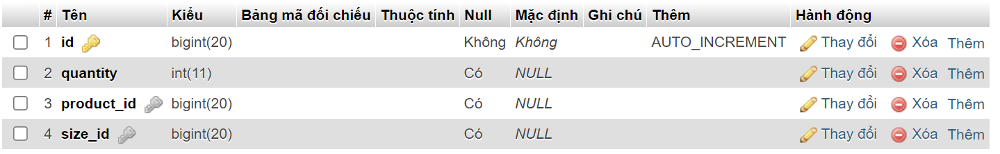 # Tên Kiểu Bảng mã đối chiếu Thuộc tính Null Mặc định Ghi chú Thêm Hành động
1 id bigint(20) Không Không AUTO_INCREMENT Thay đổi Xóa Thêm
2 quantity int(11) Có NULL Thay đổi Xóa Thêm
3 product_id bigint(20) Có NULL Thay đổi Xóa Thêm
4 size_id bigint(20) Có NULL Thay đổi Xóa Thêm